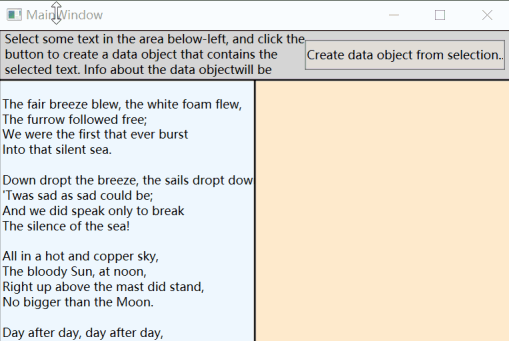 MainWindow
Select some text in the area below-left, and click the
button to create a data object that contains the
selected text. Info about the data objectwill be
Create data object from selection..
The fair breeze blew, the white foam flew,
The furrow followed free;
We were the first that ever burst
Into that silent sea.
Down dropt the breeze, the sails dropt dow
'Twas sad as sad could be;
And we did speak only to break
The silence of the sea!
All in a hot and copper sky,
The bloody Sun, at noon,
Right up above the mast did stand,
No bigger than the Moon.
Day after day, day after day,